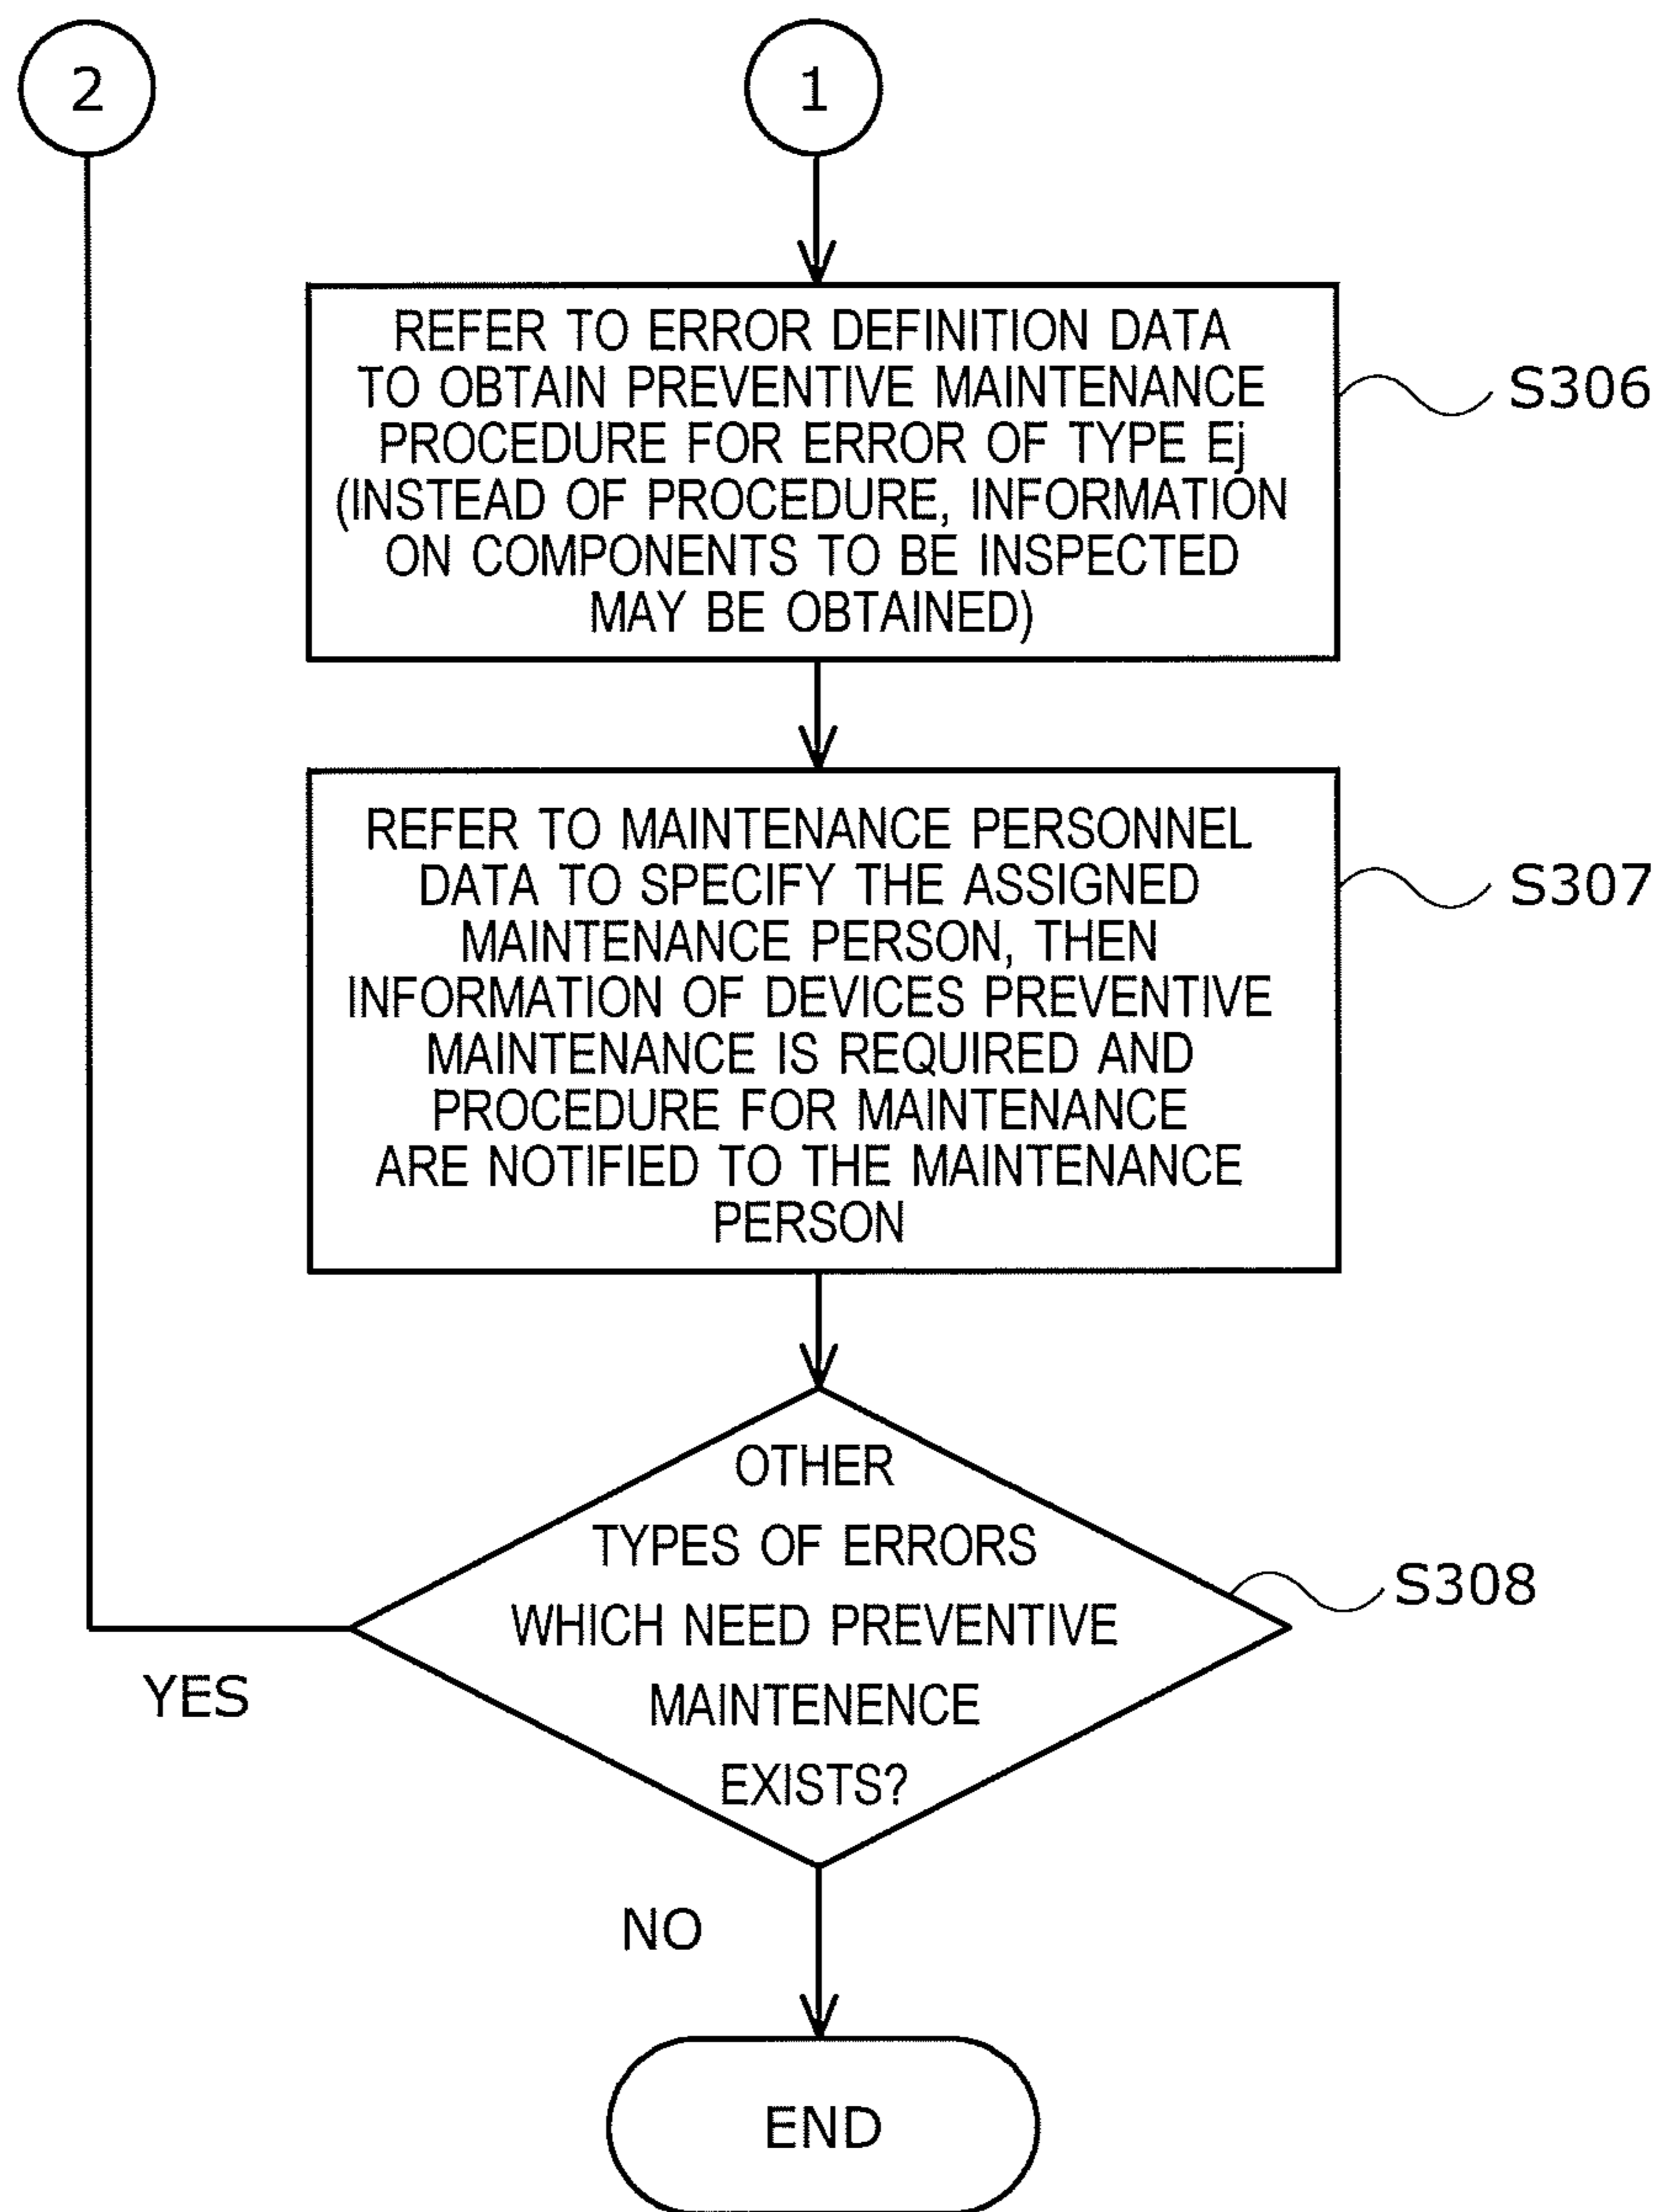 2
1
REFER TO ERROR DEFINITION DATA
TO OBTAIN PREVENTIVE MAINTENANCE
PROCEDURE FOR ERROR OF TYPE Ej
(INSTEAD OF PROCEDURE, INFORMATION
ON COMPONENTS TO BE INSPECTED
MAY BE OBTAINED)
S306
REFER TO MAINTENANCE PERSONNEL
DATA TO SPECIFY THE ASSIGNED
MAINTENANCE PERSON, THEN
INFORMATION OF DEVICES PREVENTIVE
MAINTENANCE IS REQUIRED AND
PROCEDURE FOR MAINTENANCE
ARE NOTIFIED TO THE MAINTENANCE
PERSON
S307
OTHER
TYPES OF ERRORS
WHICH NEED PREVENTIVE
MAINTENENCE
EXISTS?
S308
YES
NO
END